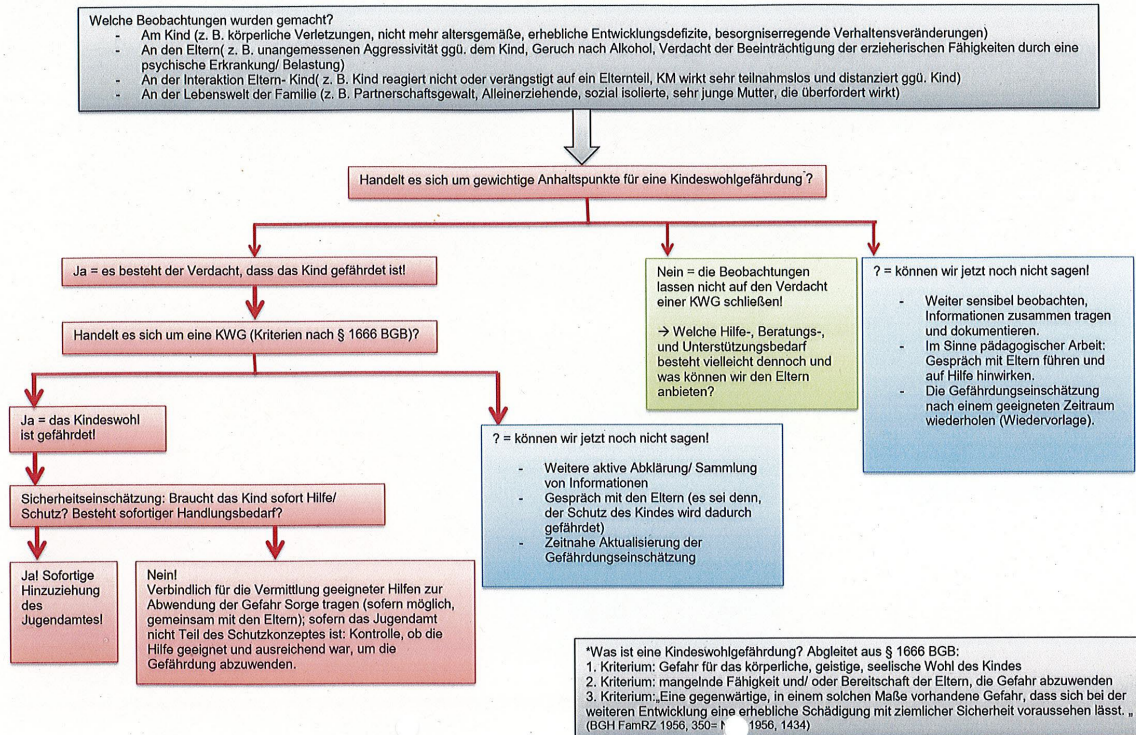 Welche Beobachtungen wurden gemacht?
- Am Kind (z. B. körperliche Verletzungen, nicht mehr altersgemäße, erhebliche Entwicklungsdefizite, besorgniserregende Verhaltensveränderungen)
- An den Eltern( z. B. unangemessenen Aggressivität ggü. dem Kind, Geruch nach Alkohol, Verdacht der Beeinträchtigung der erzieherischen Fähigkeiten durch eine
psychische Erkrankung/ Belastung)
- An der Interaktion Eltern- Kind( z. B. Kind reagiert nicht oder verängstigt auf ein Elternteil, KM wirkt sehr teilnahmslos und distanziert ggü. Kind)
- An der Lebenswelt der Familie (z. B. Partnerschaftsgewalt, Alleinerziehende, sozial isolierte, sehr junge Mutter, die überfordert wirkt)
Handelt es sich um gewichtige Anhaltspunkte für eine Kindeswohlgefährdung*?
Ja = es besteht der Verdacht, dass das Kind gefährdet ist!
Handelt es sich um eine KWG (Kriterien nach § 1666 BGB)?
Ja = das Kindeswohl
ist gefährdet!
Sicherheitseinschätzung: Braucht das Kind sofort Hilfe/
Schutz? Besteht sofortiger Handlungsbedarf?
Ja! Sofortige
Hinzuziehung
des
Jugendamtes!
Nein!
Verbindlich für die Vermittlung geeigneter Hilfen zur
Abwendung der Gefahr Sorge tragen (sofern möglich,
gemeinsam mit den Eltern); sofern das Jugendamt
nicht Teil des Schutzkonzeptes ist: Kontrolle, ob die
Hilfe geeignet und ausreichend war, um die
Gefährdung abzuwenden.
? = können wir jetzt noch nicht sagen!
- Weitere aktive Abklärung/ Sammlung
von Informationen
- Gespräch mit den Eltern (es sei denn,
der Schutz des Kindes wird dadurch
gefährdet)
- Zeitnahe Aktualisierung der
Gefährdungseinschätzung
Nein = die Beobachtungen
lassen nicht auf den Verdacht
einer KWG schließen!
→ Welche Hilfe-, Beratungs-,
und Unterstützungsbedarf
besteht vielleicht dennoch und
was können wir den Eltern
anbieten?
? = können wir jetzt noch nicht sagen!
- Weiter sensibel beobachten,
Informationen zusammen tragen
und dokumentieren.
- Im Sinne pädagogischer Arbeit:
Gespräch mit Eltern führen und
auf Hilfe hinwirken.
- Die Gefährdungseinschätzung
nach einem geeigneten Zeitraum
wiederholen (Wiedervorlage).
*Was ist eine Kindeswohlgefährdung? Abgleitet aus § 1666 BGB:
1. Kriterium: Gefahr für das körperliche, geistige, seelische Wohl des Kindes
2. Kriterium: mangelnde Fähigkeit und/ oder Bereitschaft der Eltern, die Gefahr abzuwenden
3. Kriterium:„Eine gegenwärtige, in einem solchen Maße vorhandene Gefahr, dass sich bei der
weiteren Entwicklung eine erhebliche Schädigung mit ziemlicher Sicherheit voraussehen lässt. „
(BGH FamRZ 1956, 350= 1956, 1434)